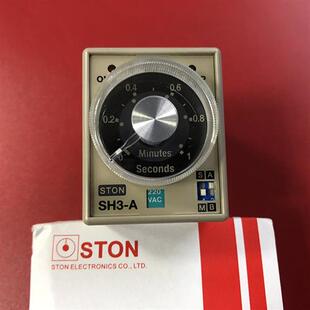 0.4 0.6
0.2 0.8
0 Minutes 1
Seconds
STON
SH3-A
220
VAC
S A
M B
STON
STON ELECTRONICS CO., LTD.